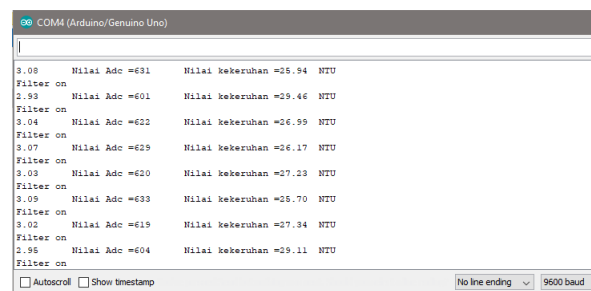 COM4 (Arduino/Genuino Uno)
3.08 Nilai Adc =631 Nilai kekeruhan =25.94 NTU
Filter on
2.93 Nilai Adc =601 Nilai kekeruhan =29.46 NTU
Filter on
3.04 Nilai Adc =622 Nilai kekeruhan =26.99 NTU
Filter on
3.07 Nilai Adc =629 Nilai kekeruhan =26.17 NTU
Filter on
3.03 Nilai Adc =620 Nilai kekeruhan =27.23 NTU
Filter on
3.09 Nilai Adc =633 Nilai kekeruhan =25.70 NTU
Filter on
3.02 Nilai Adc =619 Nilai kekeruhan =27.34 NTU
Filter on
2.95 Nilai Adc =604 Nilai kekeruhan =29.11 NTU
Filter on
Autoscroll Show timestamp No line ending 9600 baud